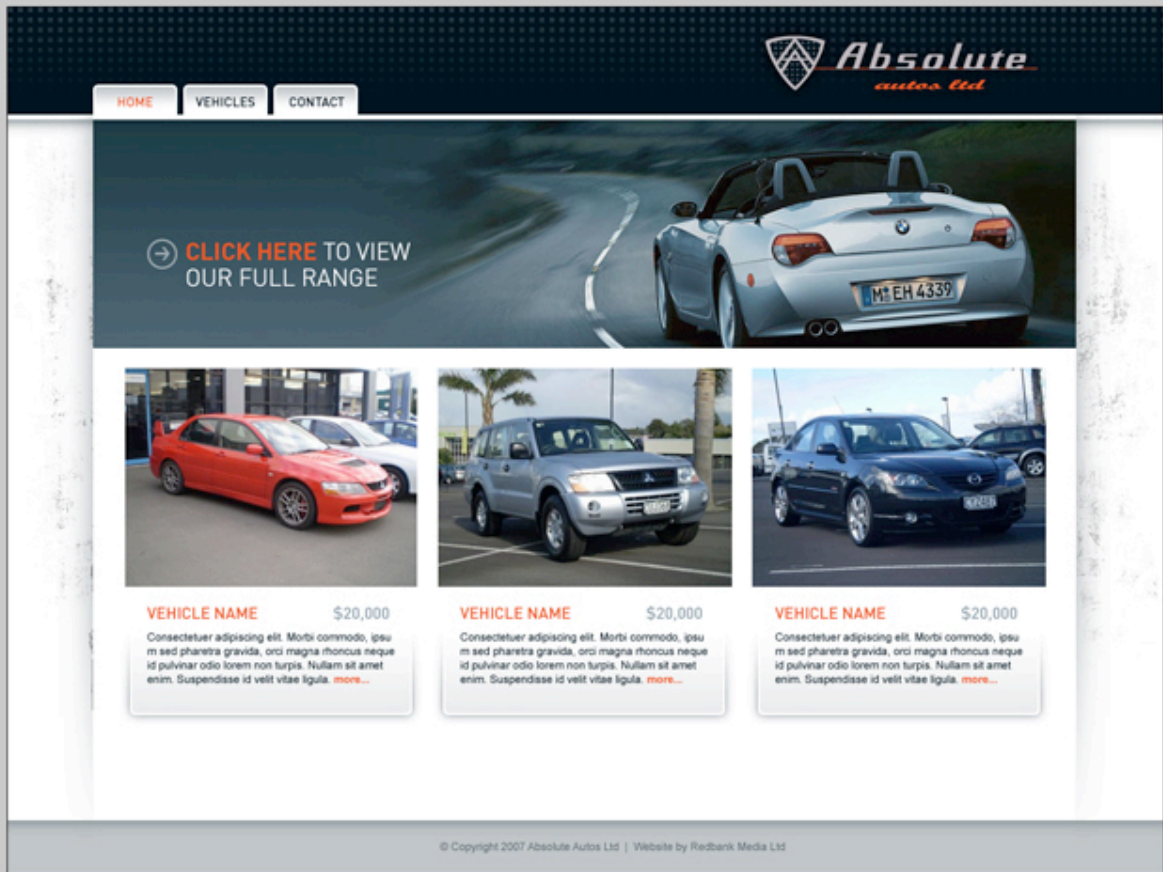 Absolute
autos ltd
HOME
VEHICLES
CONTACT
CLICK HERE TO VIEW
OUR FULL RANGE
M EH 4339
VEHICLE NAME $20,000
Consectetuer adipiscing elit. Morbi commodo, ipsu
m sed pharetra gravida, orci magna rhoncus neque
id pulvinar odio lorem non turpis. Nullam sit amet
enim. Suspendisse id velit vitae ligula. more...
VEHICLE NAME $20,000
Consectetuer adipiscing elit. Morbi commodo, ipsu
m sed pharetra gravida, orci magna rhoncus neque
id pulvinar odio lorem non turpis. Nullam sit amet
enim. Suspendisse id velit vitae ligula. more...
VEHICLE NAME $20,000
Consectetuer adipiscing elit. Morbi commodo, ipsu
m sed pharetra gravida, orci magna rhoncus neque
id pulvinar odio lorem non turpis. Nullam sit amet
enim. Suspendisse id velit vitae ligula. more...
© Copyright 2007 Absolute Autos Ltd | Website by Redbank Media Ltd